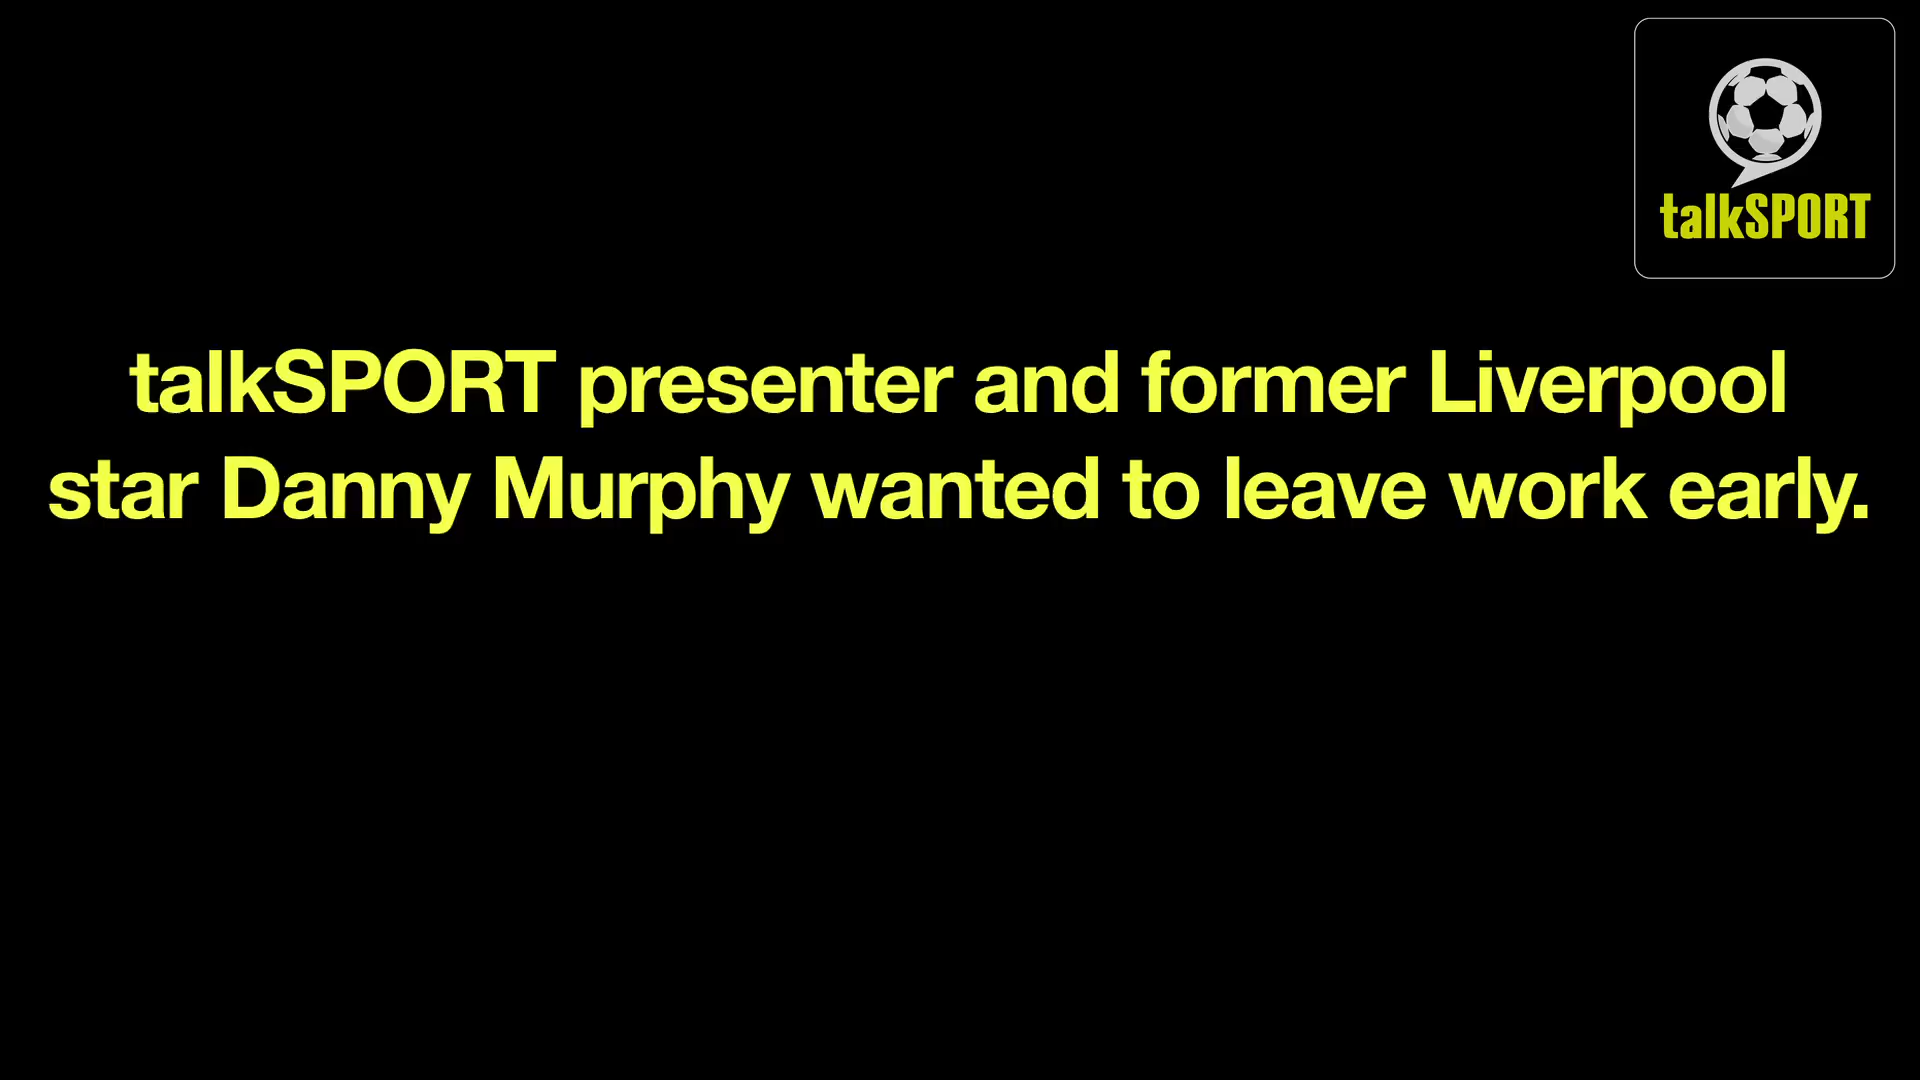 talkSPORT
talkSPORT presenter and former Liverpool
star Danny Murphy wanted to leave work early.